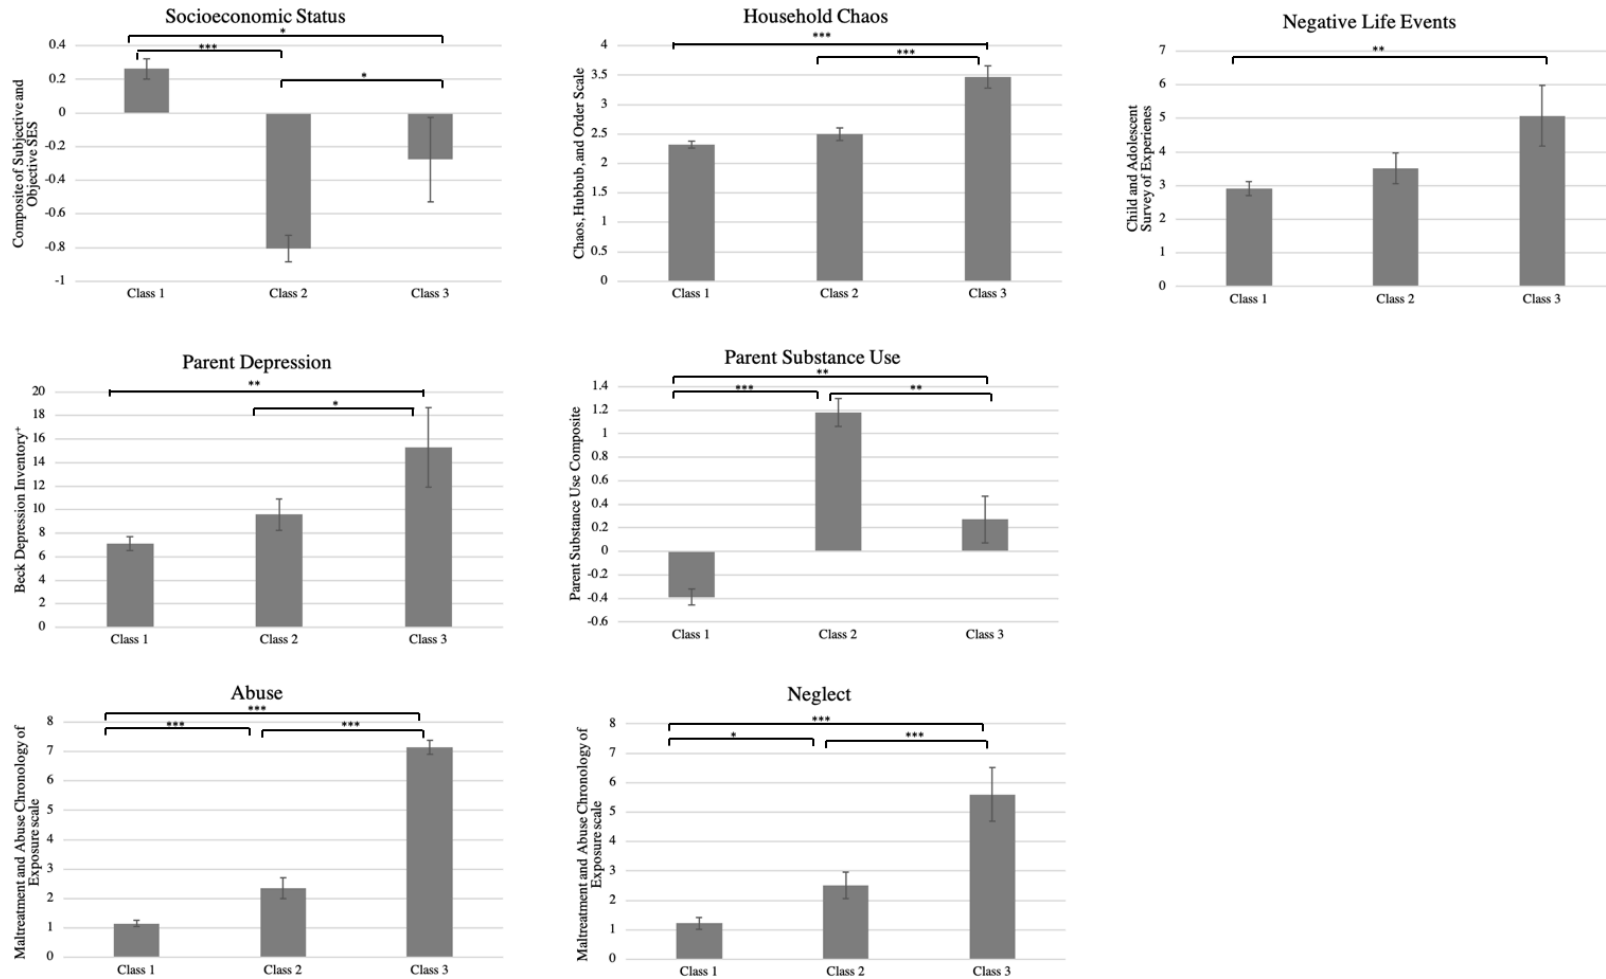 Socioeconomic Status
*
***
*
0.4
0.2
0
-0.2
-0.4
-0.6
-0.8
-1
Composite of Subjective and
Objective SES
Class 1
Class 2
Class 3
Household Chaos
***
***
4
3.5
3
2.5
2
1.5
1
0.5
0
Chaos, Hubbub, and Order Scale
Class 1
Class 2
Class 3
Negative Life Events
**
7
6
5
4
3
2
1
0
Child and Adolescent
Survey of Experienes
Class 1
Class 2
Class 3
Parent Depression
**
*
20
18
16
14
12
10
8
6
4
2
0
Beck Depression Inventory+
Class 1
Class 2
Class 3
Parent Substance Use
**
***
**
1.4
1.2
1
0.8
0.6
0.4
0.2
0
-0.2
-0.4
-0.6
Parent Substance Use Composite
Class 1
Class 2
Class 3
Abuse
***
***
***
8
7
6
5
4
3
2
1
0
Maltreatment and Abuse Chronology of
Exposure scale
Class 1
Class 2
Class 3
Neglect
***
*
***
8
7
6
5
4
3
2
1
0
Maltreatment and Abuse Chronology of
Exposure scale
Class 1
Class 2
Class 3